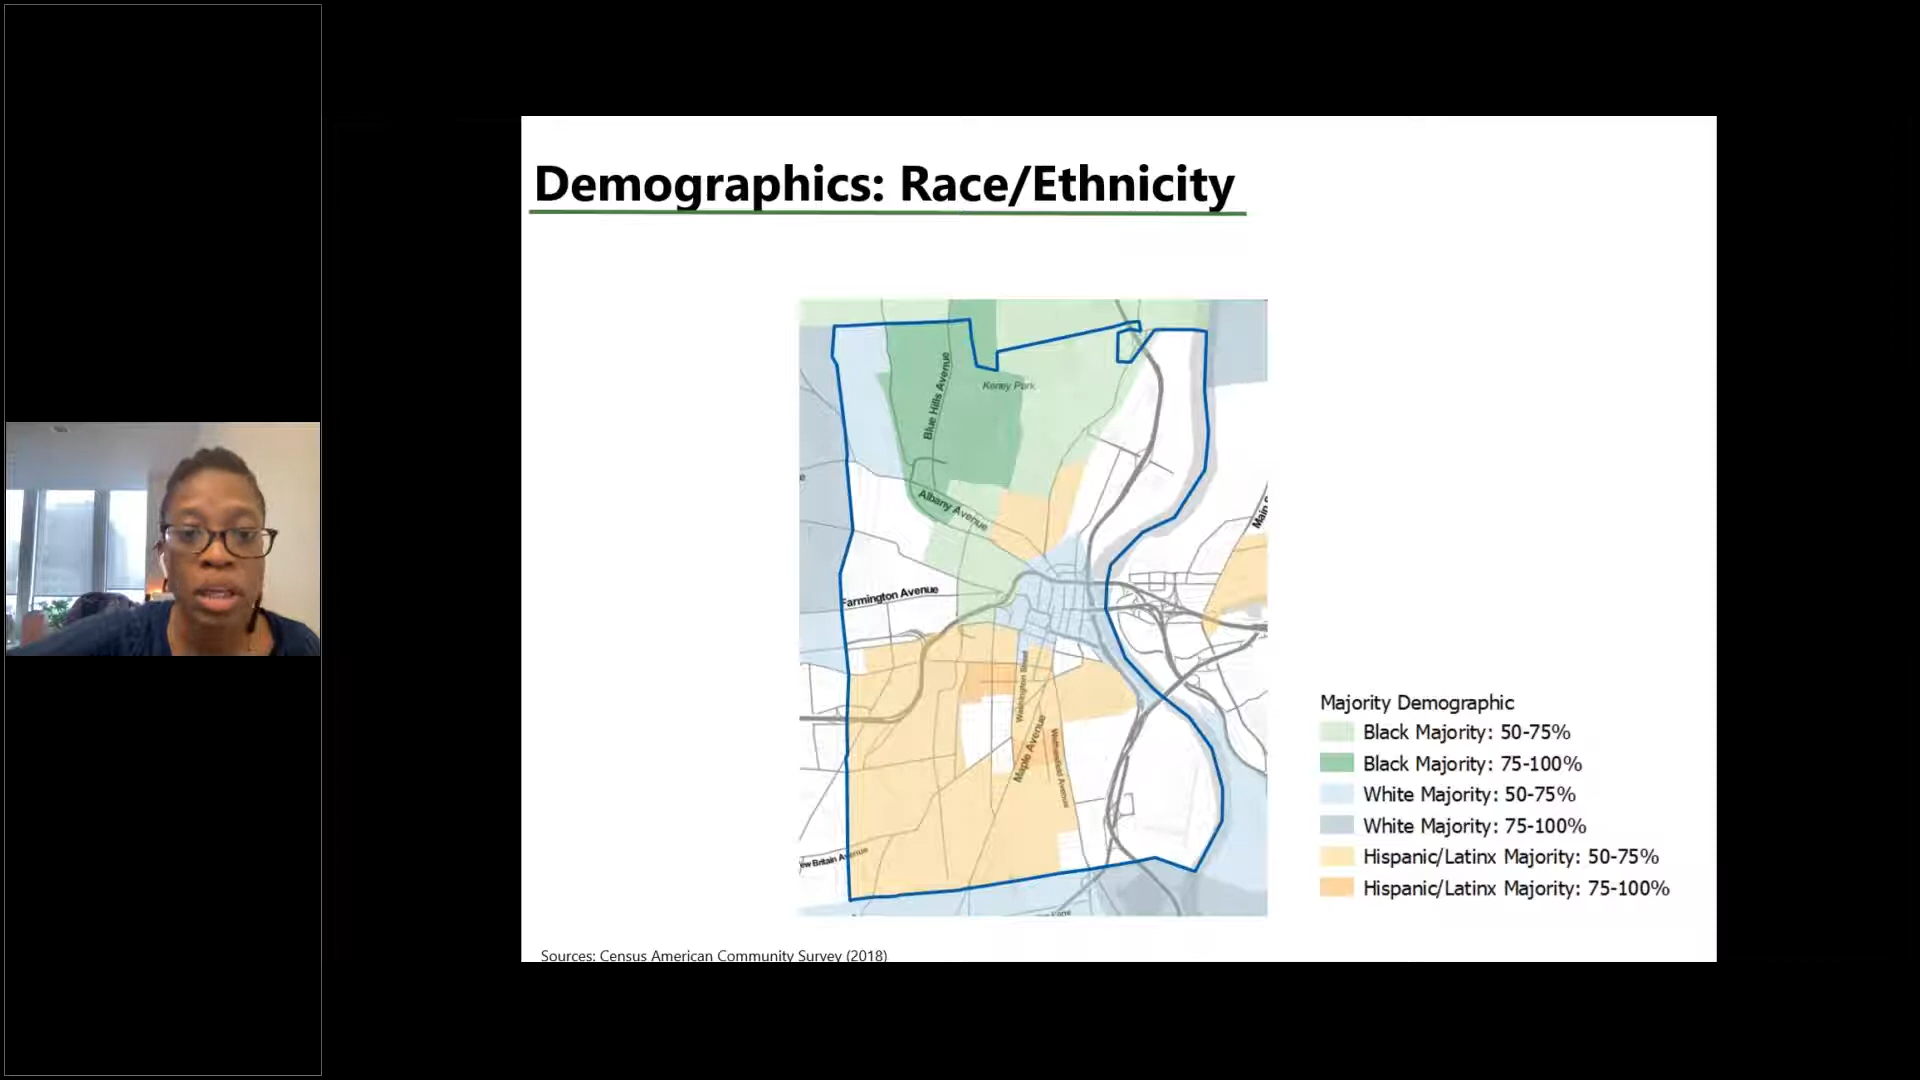 Demographics: Race/Ethnicity
Keney Park
Blue Hills Avenue
Albany Avenue
Main
Farmington Avenue
Washington Street
Maple Avenue
Wethersfield Avenue
ew Britain Avenue
Majority Demographic
Black Majority: 50-75%
Black Majority: 75-100%
White Majority: 50-75%
White Majority: 75-100%
Hispanic/Latinx Majority: 50-75%
Hispanic/Latinx Majority: 75-100%
Sources: Census American Community Survey (2018)